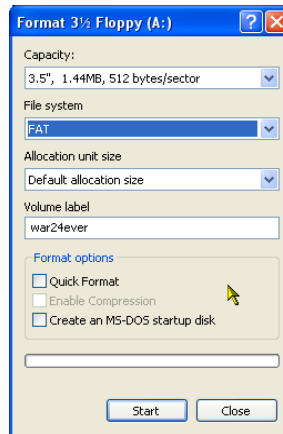 Format 3½ Floppy (A:)
Capacity:
3.5", 1.44MB, 512 bytes/sector
File system
FAT
Allocation unit size
Default allocation size
Volume label
war24ever
Format options
Quick Format
Enable Compression
Create an MS-DOS startup disk
Start Close